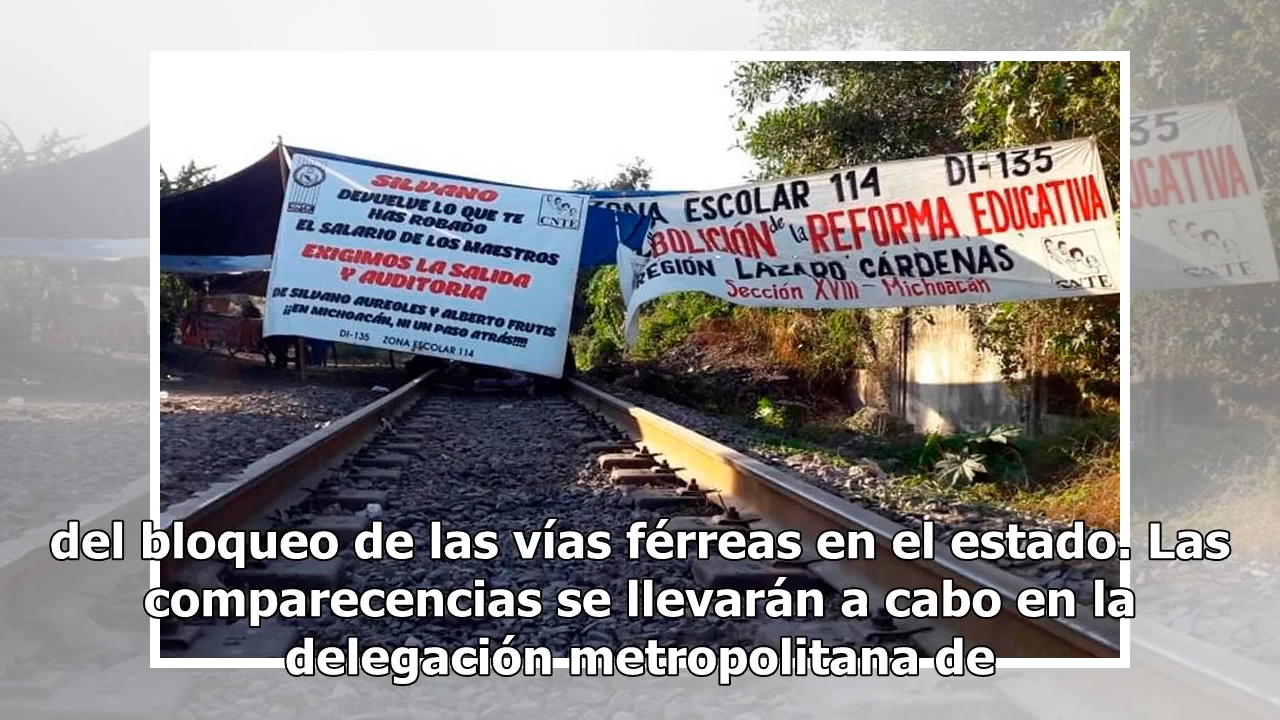 SILVANO
DEVUELVE LO QUE TE
HAS ROBADO
EL SALARIO DE LOS MAESTROS
EXIGIMOS LA SALIDA
Y AUDITORIA
DE SILVANO AUREOLES Y ALBERTO FRUTIS
¡¡EN MICHOACÁN, NI UN PASO ATRÁS!!!!
DI-135 ZONA ESCOLAR 114
CNTE
ZONA ESCOLAR 114 DI-135
ABOLICIÓN de la REFORMA EDUCATIVA
REGIÓN LAZARO CÁRDENAS
Sección XVIII - Michoacán
CNTE
35
UCATIVA
CNTE
del bloqueo de las vías férreas en el estado. Las
comparecencias se llevarán a cabo en la
delegación metropolitana de